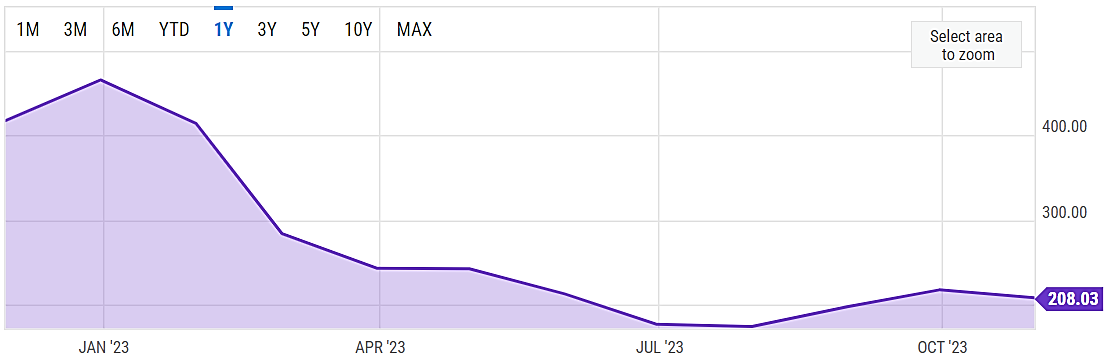 1M 3M 6M YTD 1Y 3Y 5Y 10Y MAX
Select area
to zoom
400.00
300.00
208.03
JAN '23 APR '23 JUL '23 OCT '23